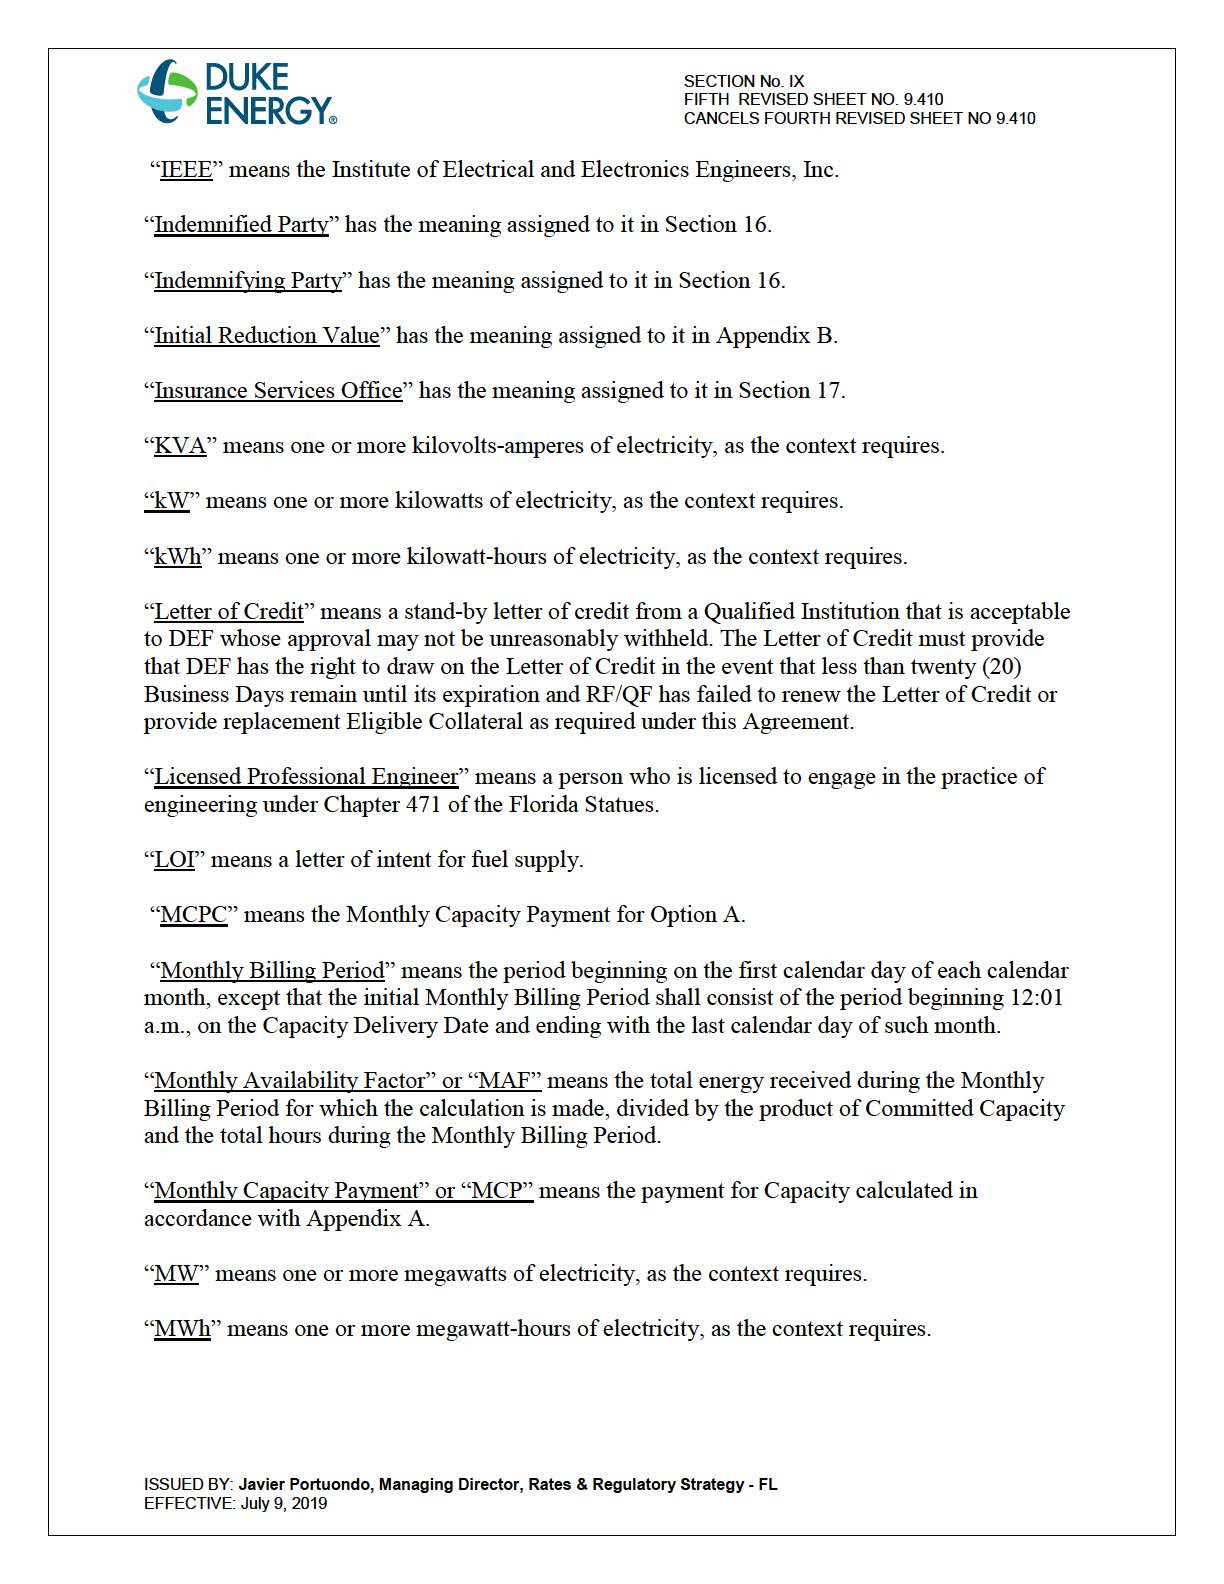 DUKE
ENERGY®
SECTION No. IX
FIFTH REVISED SHEET NO. 9.410
CANCELS FOURTH REVISED SHEET NO 9.410
“IEEE” means the Institute of Electrical and Electronics Engineers, Inc.
“Indemnified Party” has the meaning assigned to it in Section 16.
“Indemnifying Party” has the meaning assigned to it in Section 16.
“Initial Reduction Value” has the meaning assigned to it in Appendix B.
“Insurance Services Office” has the meaning assigned to it in Section 17.
“KVA” means one or more kilovolts-amperes of electricity, as the context requires.
“kW” means one or more kilowatts of electricity, as the context requires.
“kWh” means one or more kilowatt-hours of electricity, as the context requires.
“Letter of Credit” means a stand-by letter of credit from a Qualified Institution that is acceptable
to DEF whose approval may not be unreasonably withheld. The Letter of Credit must provide
that DEF has the right to draw on the Letter of Credit in the event that less than twenty (20)
Business Days remain until its expiration and RF/QF has failed to renew the Letter of Credit or
provide replacement Eligible Collateral as required under this Agreement.
“Licensed Professional Engineer” means a person who is licensed to engage in the practice of
engineering under Chapter 471 of the Florida Statues.
“LOI” means a letter of intent for fuel supply.
“MCPC” means the Monthly Capacity Payment for Option A.
“Monthly Billing Period” means the period beginning on the first calendar day of each calendar
month, except that the initial Monthly Billing Period shall consist of the period beginning 12:01
a.m., on the Capacity Delivery Date and ending with the last calendar day of such month.
“Monthly Availability Factor” or “MAF” means the total energy received during the Monthly
Billing Period for which the calculation is made, divided by the product of Committed Capacity
and the total hours during the Monthly Billing Period.
“Monthly Capacity Payment” or “MCP” means the payment for Capacity calculated in
accordance with Appendix A.
“MW” means one or more megawatts of electricity, as the context requires.
“MWh” means one or more megawatt-hours of electricity, as the context requires.
ISSUED BY: Javier Portuondo, Managing Director, Rates & Regulatory Strategy - FL
EFFECTIVE: July 9, 2019